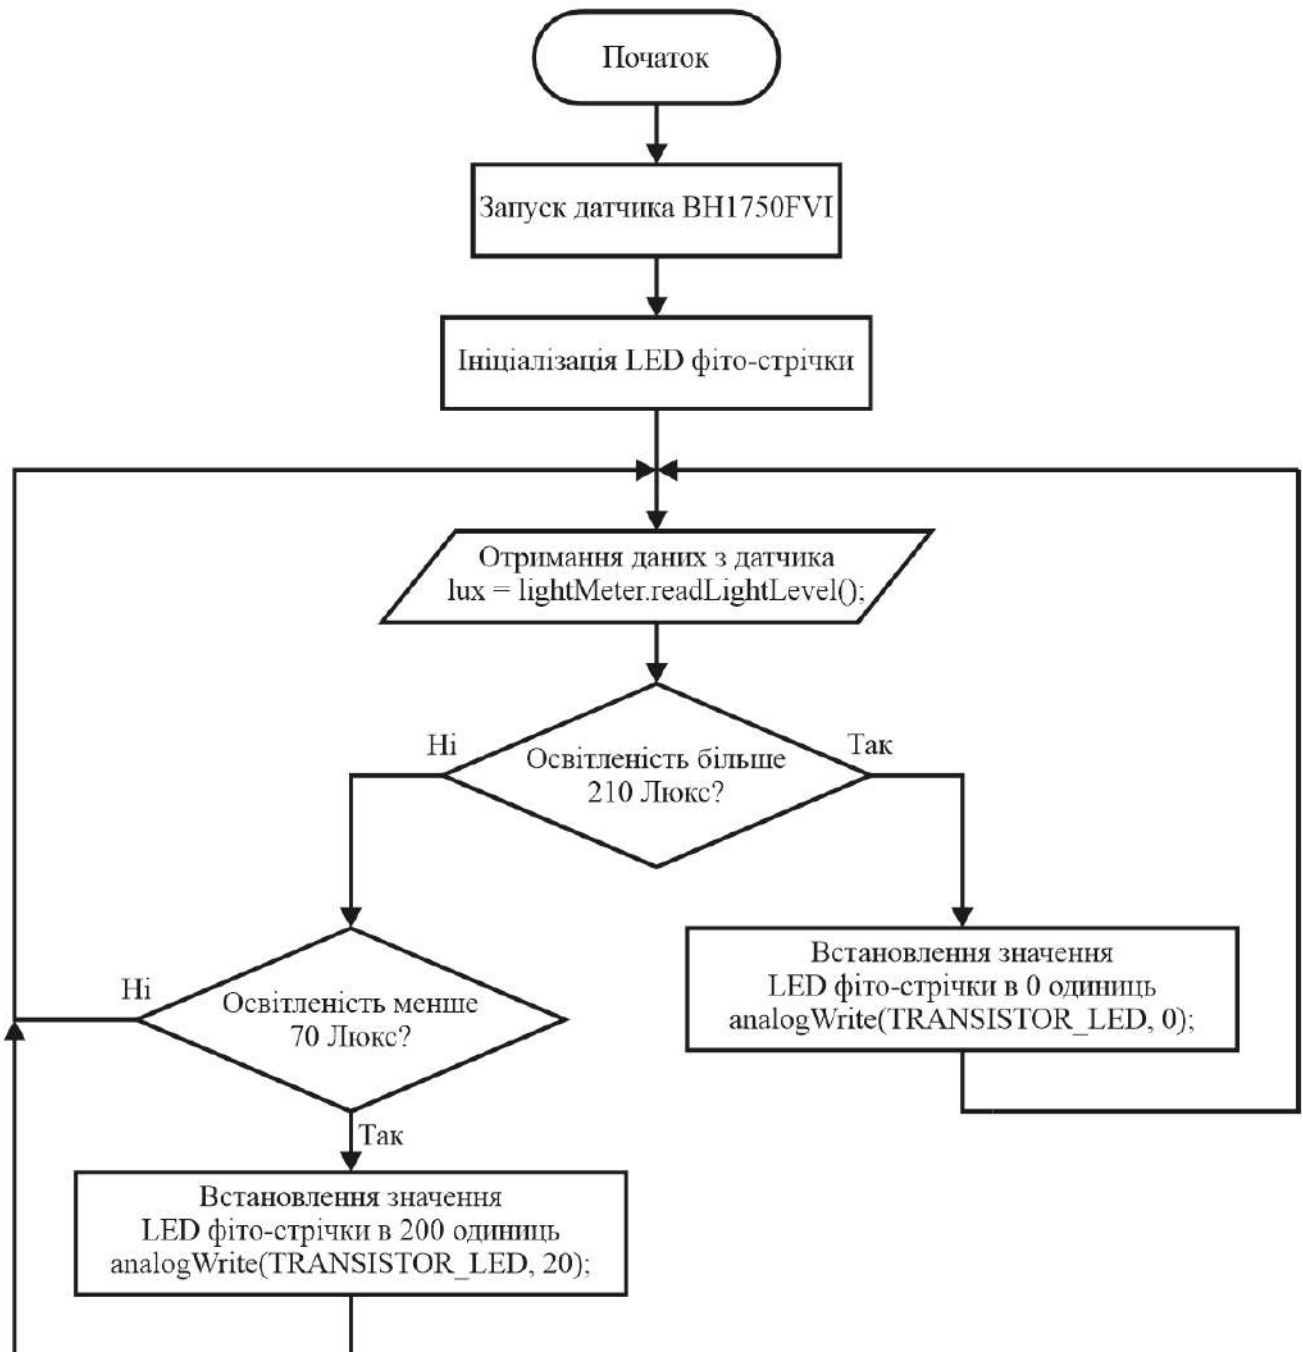 Початок
Запуск датчика BH1750FVI
Ініціалізація LED фіто-стрічки
Отримання даних з датчика
lux = lightMeter.readLightLevel();
Ні
Так
Освітленість більше
210 Люкс?
Ні
Освітленість менше
70 Люкс?
Встановлення значення
LED фіто-стрічки в 0 одиниць
analogWrite(TRANSISTOR_LED, 0);
Так
Встановлення значення
LED фіто-стрічки в 200 одиниць
analogWrite(TRANSISTOR_LED, 20);